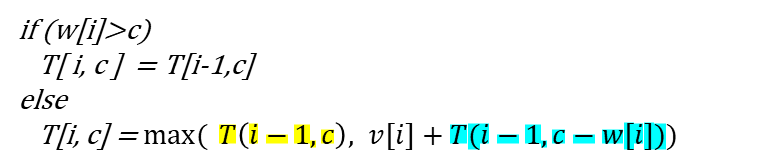 if (w[i]>c)
T[ i, c ] = T[i-1,c]
else
T[i, c] = max( T(i − 1, c), v[i] + T(i − 1, c − w[i]))